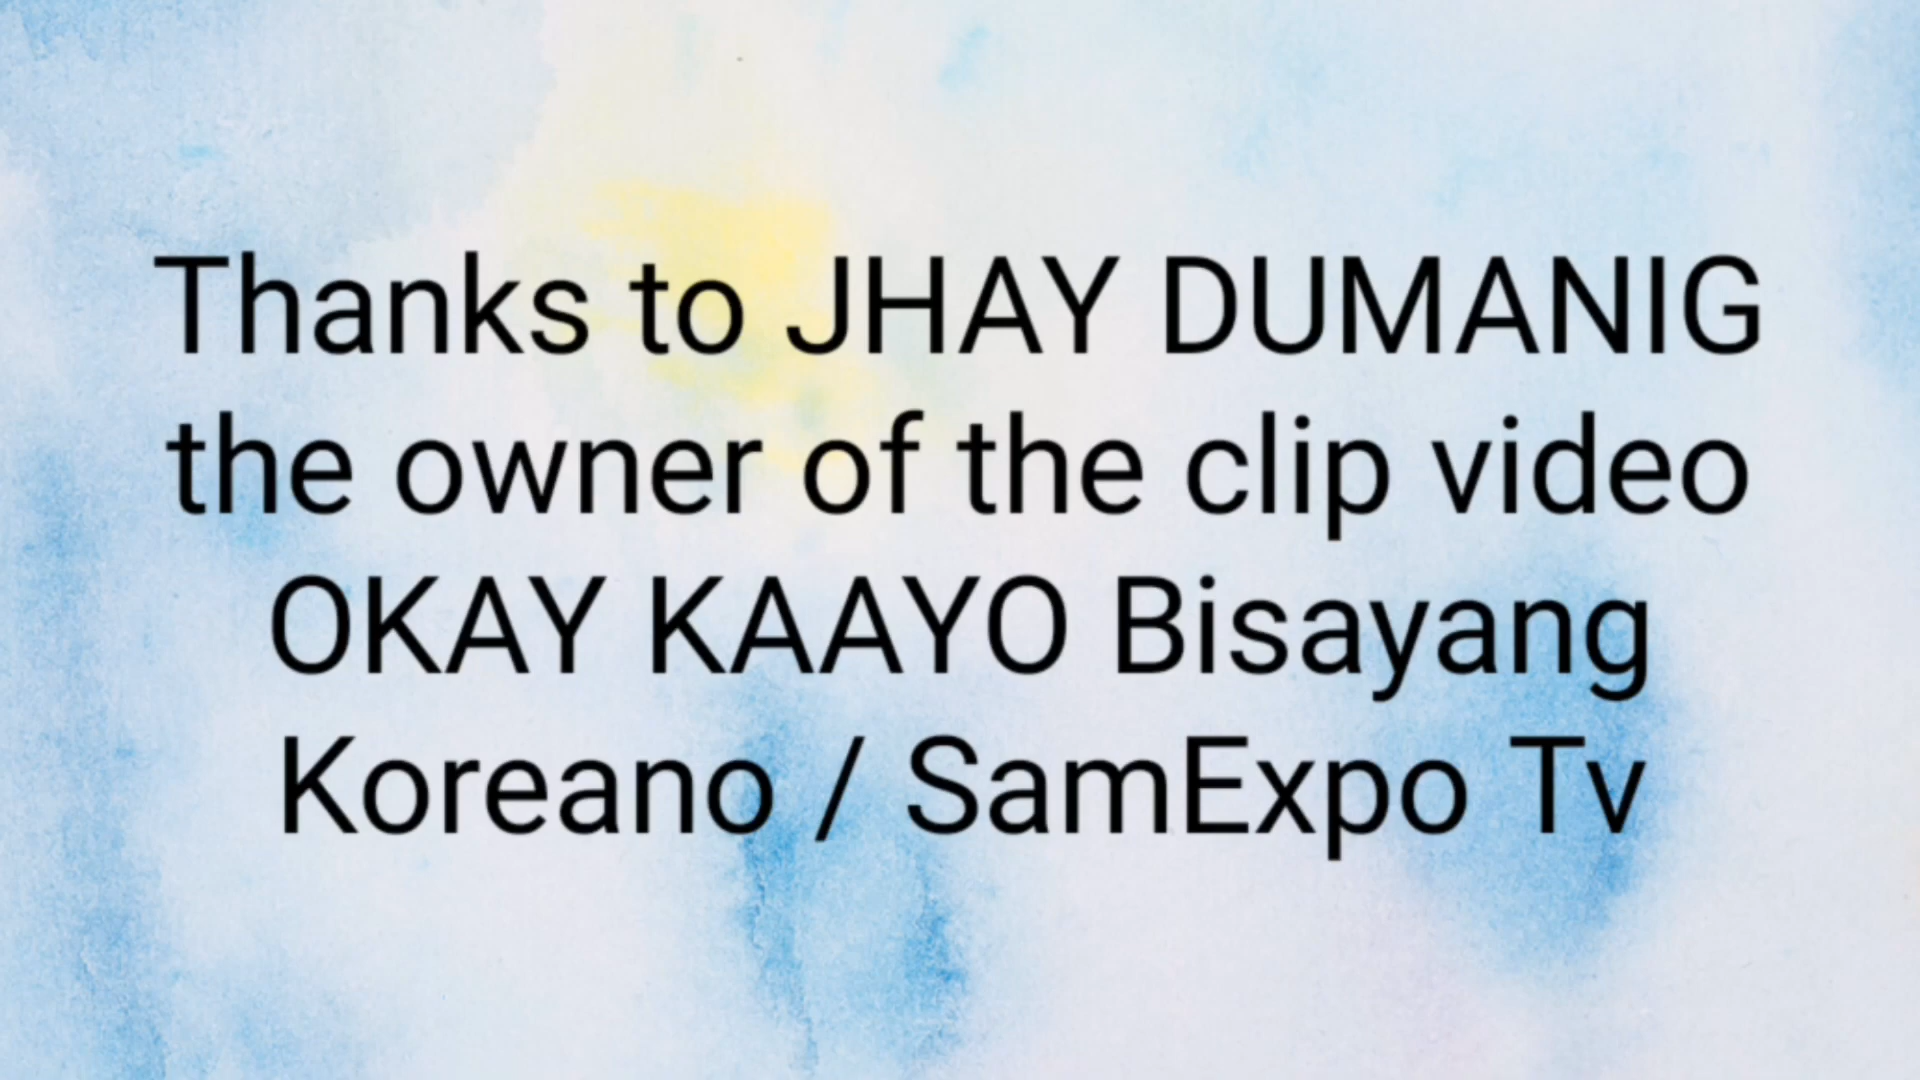 Thanks to JHAY DUMANIG
the owner of the clip video
OKAY KAAYO Bisayang
Koreano / SamExpo Tv